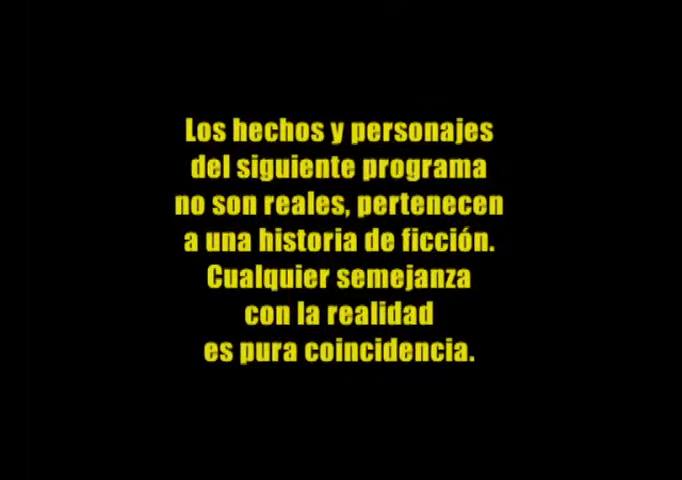 Los hechos y personajes
del siguiente programa
no son reales, pertenecen
a una historia de ficción.
Cualquier semejanza
con la realidad
es pura coincidencia.